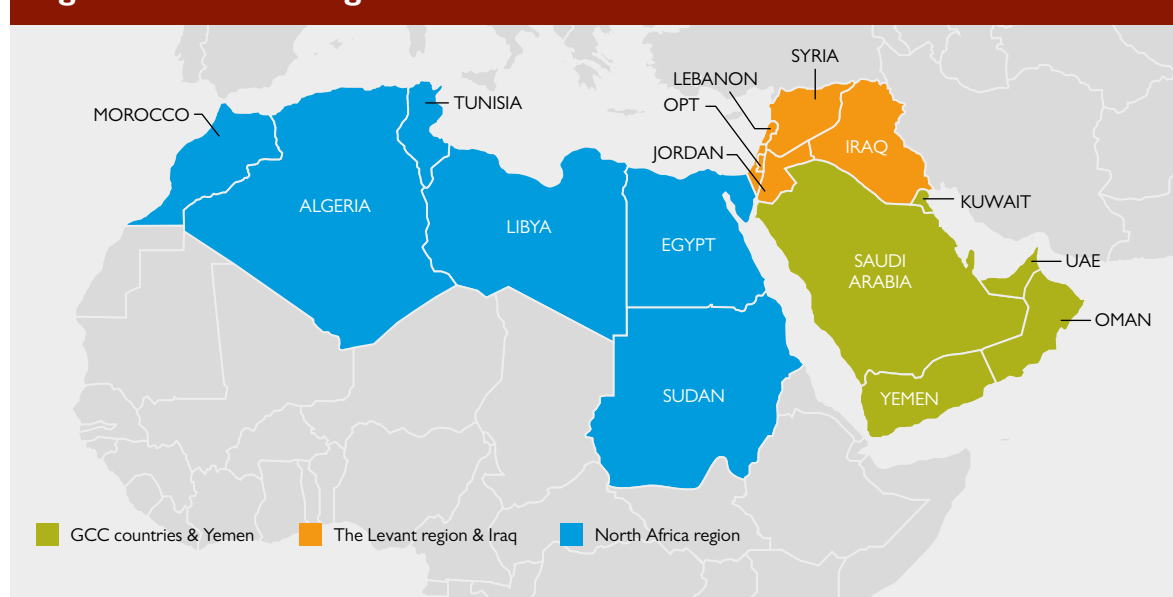 SYRIA
LEBANON
OPT
JORDAN
IRAQ
KUWAIT
MOROCCO
TUNISIA
ALGERIA
LIBYA
EGYPT
SAUDI
ARABIA
UAE
OMAN
SUDAN
YEMEN
GCC countries & Yemen
The Levant region & Iraq
North Africa region